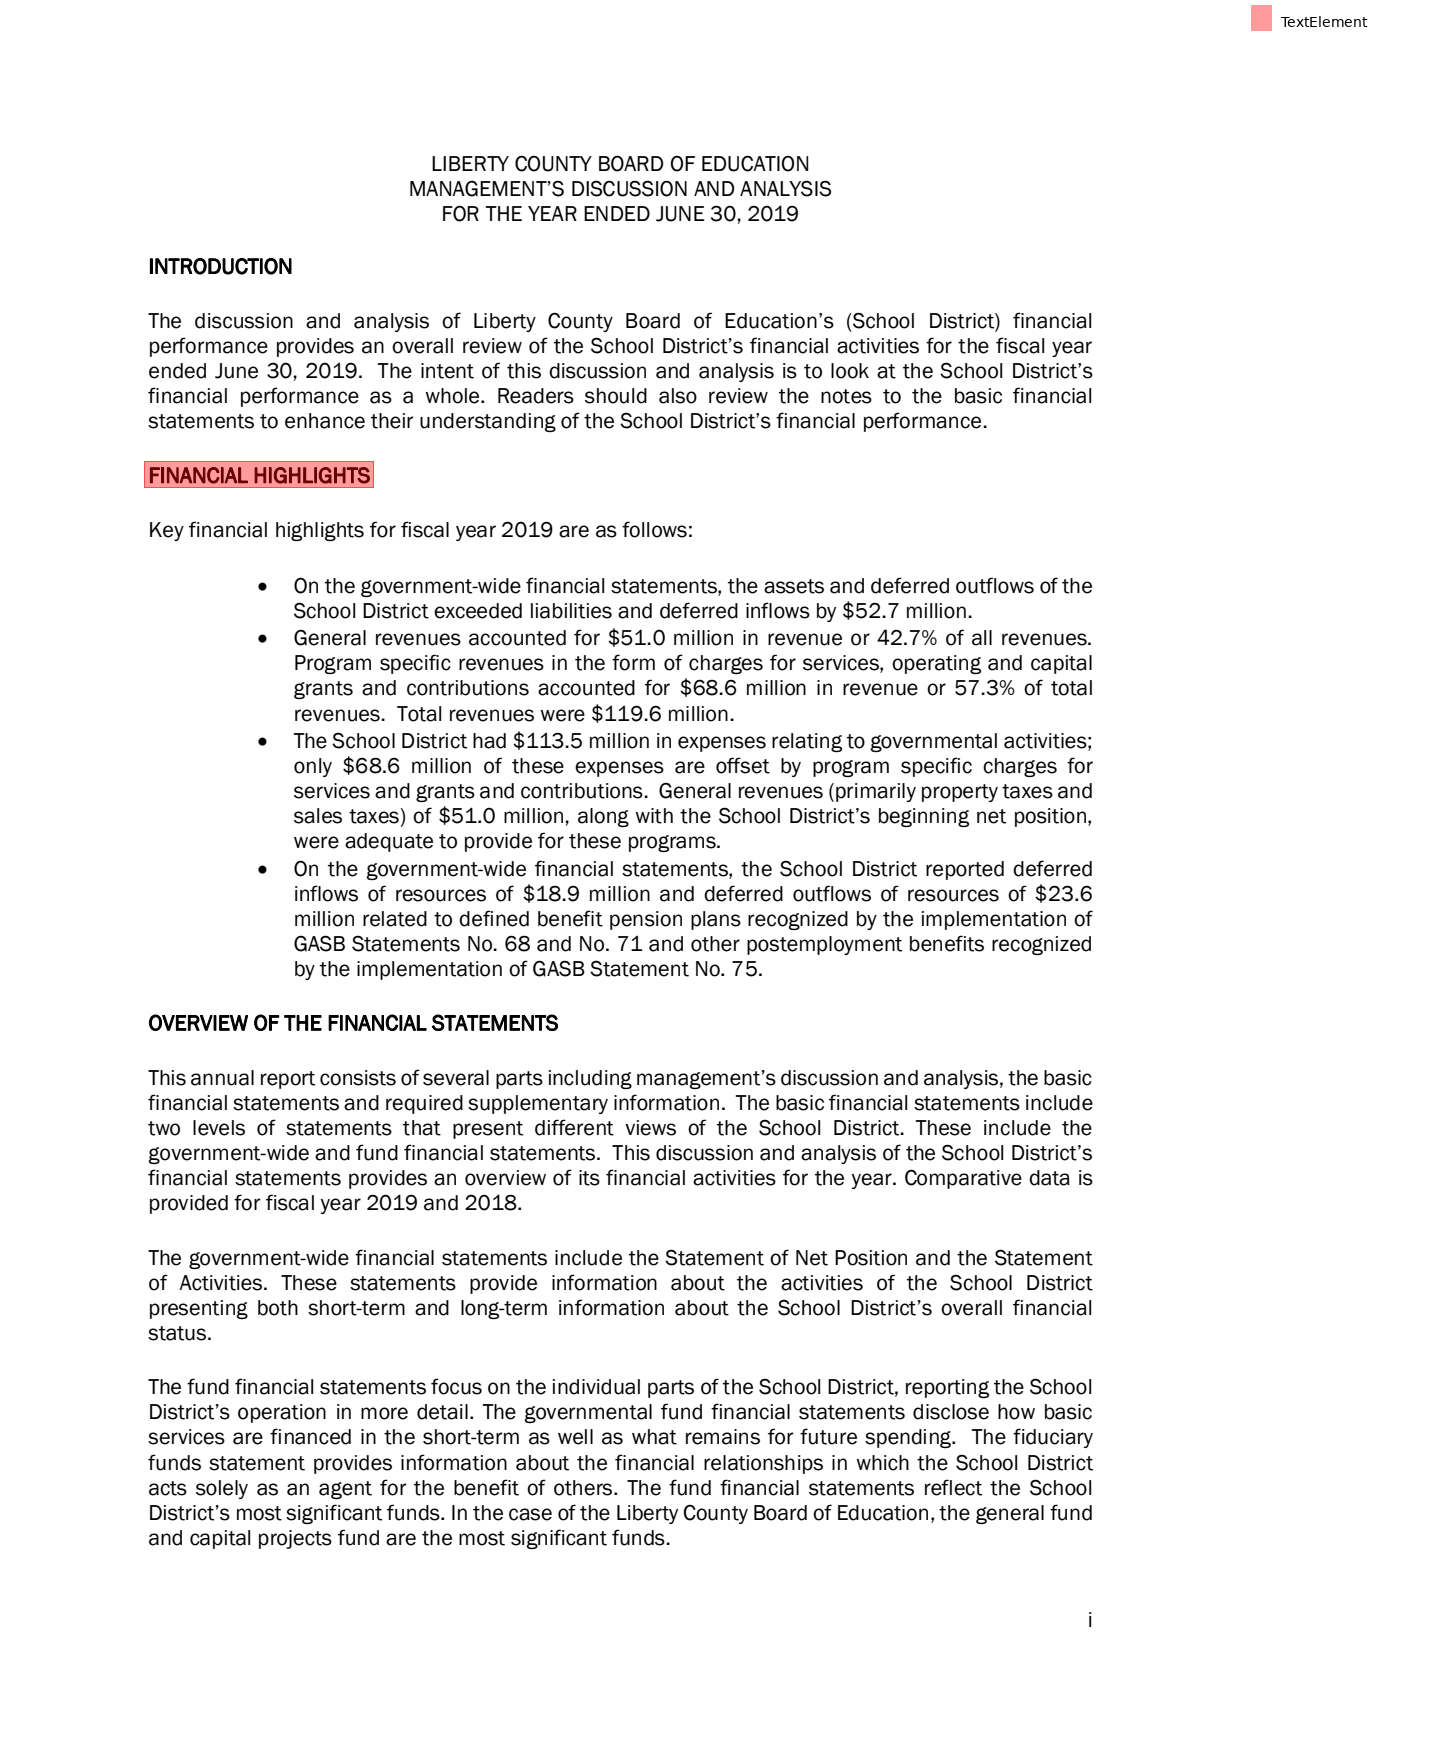 TextElement
LIBERTY COUNTY BOARD OF EDUCATION
MANAGEMENT’S DISCUSSION AND ANALYSIS
FOR THE YEAR ENDED JUNE 30, 2019
INTRODUCTION
The discussion and analysis of Liberty County Board of Education’s (School District) financial
performance provides an overall review of the School District’s financial activities for the fiscal year
ended June 30, 2019.  The intent of this discussion and analysis is to look at the School District’s
financial performance as a whole. Readers should also review the notes to the basic financial
statements to enhance their understanding of the School District’s financial performance.
FINANCIAL HIGHLIGHTS
Key financial highlights for fiscal year 2019 are as follows:
• On the government-wide financial statements, the assets and deferred outflows of the
School District exceeded liabilities and deferred inflows by $52.7 million.
• General revenues accounted for $51.0 million in revenue or 42.7% of all revenues.
Program specific revenues in the form of charges for services, operating and capital
grants and contributions accounted for $68.6 million in revenue or 57.3% of total
revenues.  Total revenues were $119.6 million.
• The School District had $113.5 million in expenses relating to governmental activities;
only $68.6 million of these expenses are offset by program specific charges for
services and grants and contributions.  General revenues (primarily property taxes and
sales taxes) of $51.0 million, along with the School District’s beginning net position,
were adequate to provide for these programs.
• On the government-wide financial statements, the School District reported deferred
inflows of resources of $18.9 million and deferred outflows of resources of $23.6
million related to defined benefit pension plans recognized by the implementation of
GASB Statements No. 68 and No. 71 and other postemployment benefits recognized
by the implementation of GASB Statement No. 75.
OVERVIEW OF THE FINANCIAL STATEMENTS
This annual report consists of several parts including management’s discussion and analysis, the basic
financial statements and required supplementary information.  The basic financial statements include
two levels of statements that present different views of the School District. These include the
government-wide and fund financial statements.  This discussion and analysis of the School District’s
financial statements provides an overview of its financial activities for the year. Comparative data is
provided for fiscal year 2019 and 2018.
The government-wide financial statements include the Statement of Net Position and the Statement
of Activities. These statements provide information about the activities of the School District
presenting both short-term and long-term information about the School District’s overall financial
status.
The fund financial statements focus on the individual parts of the School District, reporting the School
District’s operation in more detail. The governmental fund financial statements disclose how basic
services are financed in the short-term as well as what remains for future spending.  The fiduciary
funds statement provides information about the financial relationships in which the School District
acts solely as an agent for the benefit of others. The fund financial statements reflect the School
District’s most significant funds. In the case of the Liberty County Board of Education, the general fund
and capital projects fund are the most significant funds.
i